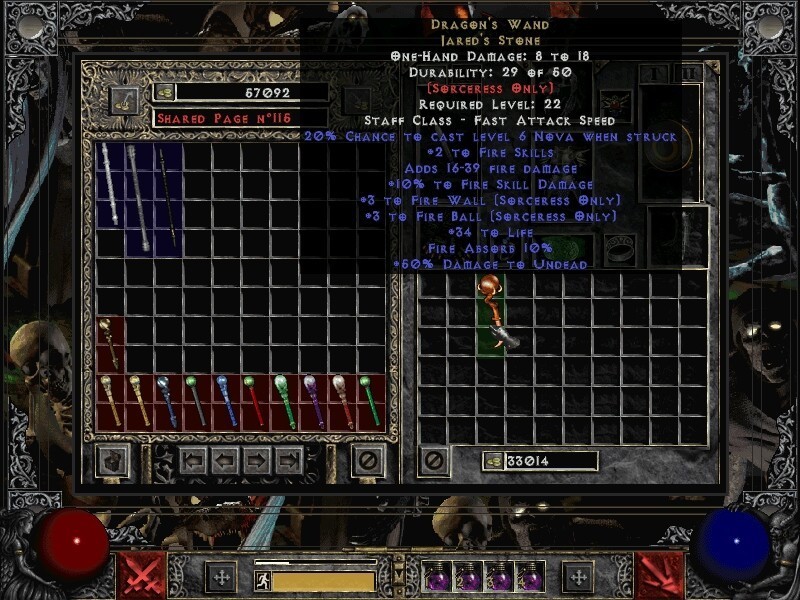 DRAGON'S WAND
JARED'S STONE
ONE-HAND DAMAGE: 8 TO 18
DURABILITY: 29 OF 50
(SORCERESS ONLY)
REQUIRED LEVEL: 22
STAFF CLASS - FAST ATTACK SPEED
20% CHANCE TO CAST LEVEL 6 NOVA WHEN STRUCK
+2 TO FIRE SKILLS
ADDS 16-39 FIRE DAMAGE
+10% TO FIRE SKILL DAMAGE
+3 TO FIRE WALL (SORCERESS ONLY)
+3 TO FIRE BALL (SORCERESS ONLY)
+34 TO LIFE
FIRE ABSORB 10%
+50% DAMAGE TO UNDEAD
57092
SHARED PAGE N°115
33014